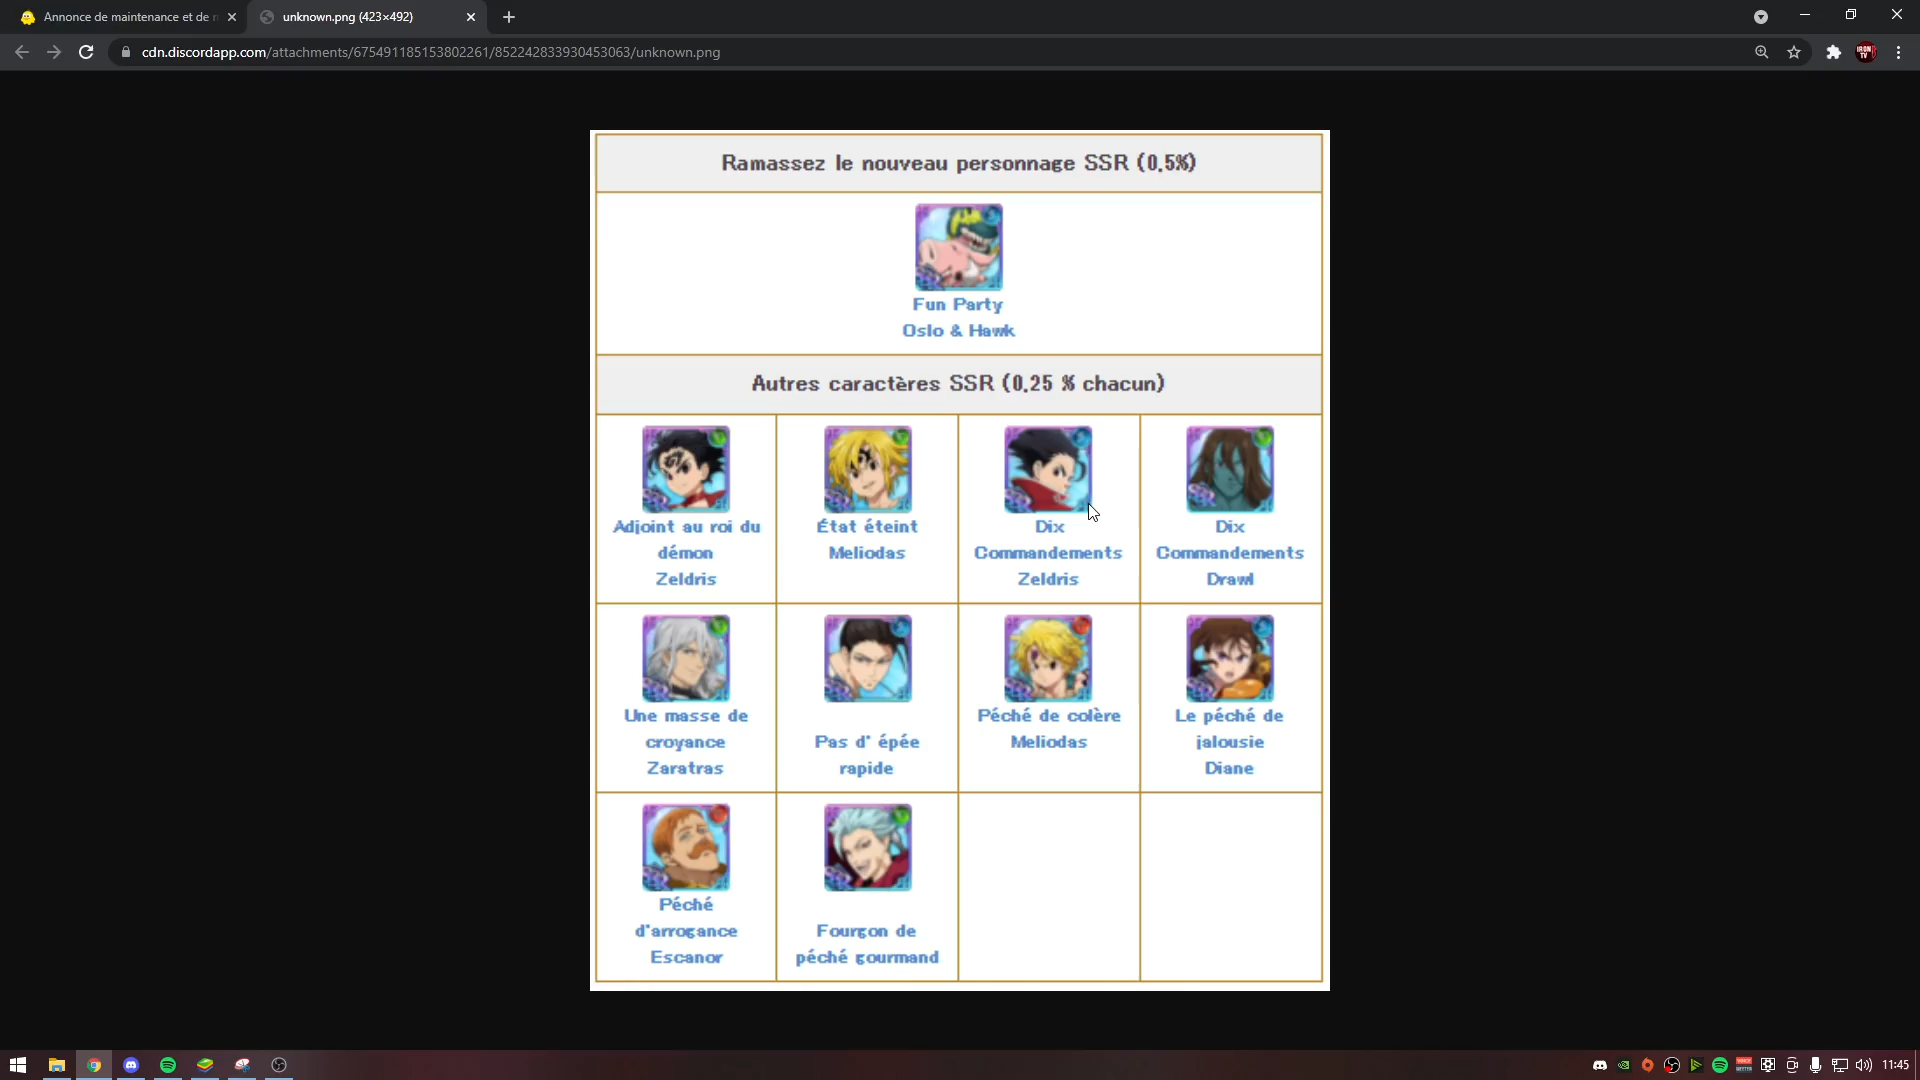 Annonce de maintenance et de n
unknown.png (423×492)
cdn.discordapp.com/attachments/675491185153802261/852242833930453063/unknown.png
Ramassez le nouveau personnage SSR (0,5%)
Fun Party
Oslo & Hawk
Autres caractères SSR (0,25 % chacun)
Adjoint au roi du
démon
Zeldris
État éteint
Meliodas
Dix
Commandements
Zeldris
Dix
Commandements
Drawl
Une masse de
croyance
Zaratras
Pas d' épée
rapide
Péché de colère
Meliodas
Le péché de
jalousie
Diane
Péché
d'arrogance
Escanor
Fourgon de
péché gourmand
11:45